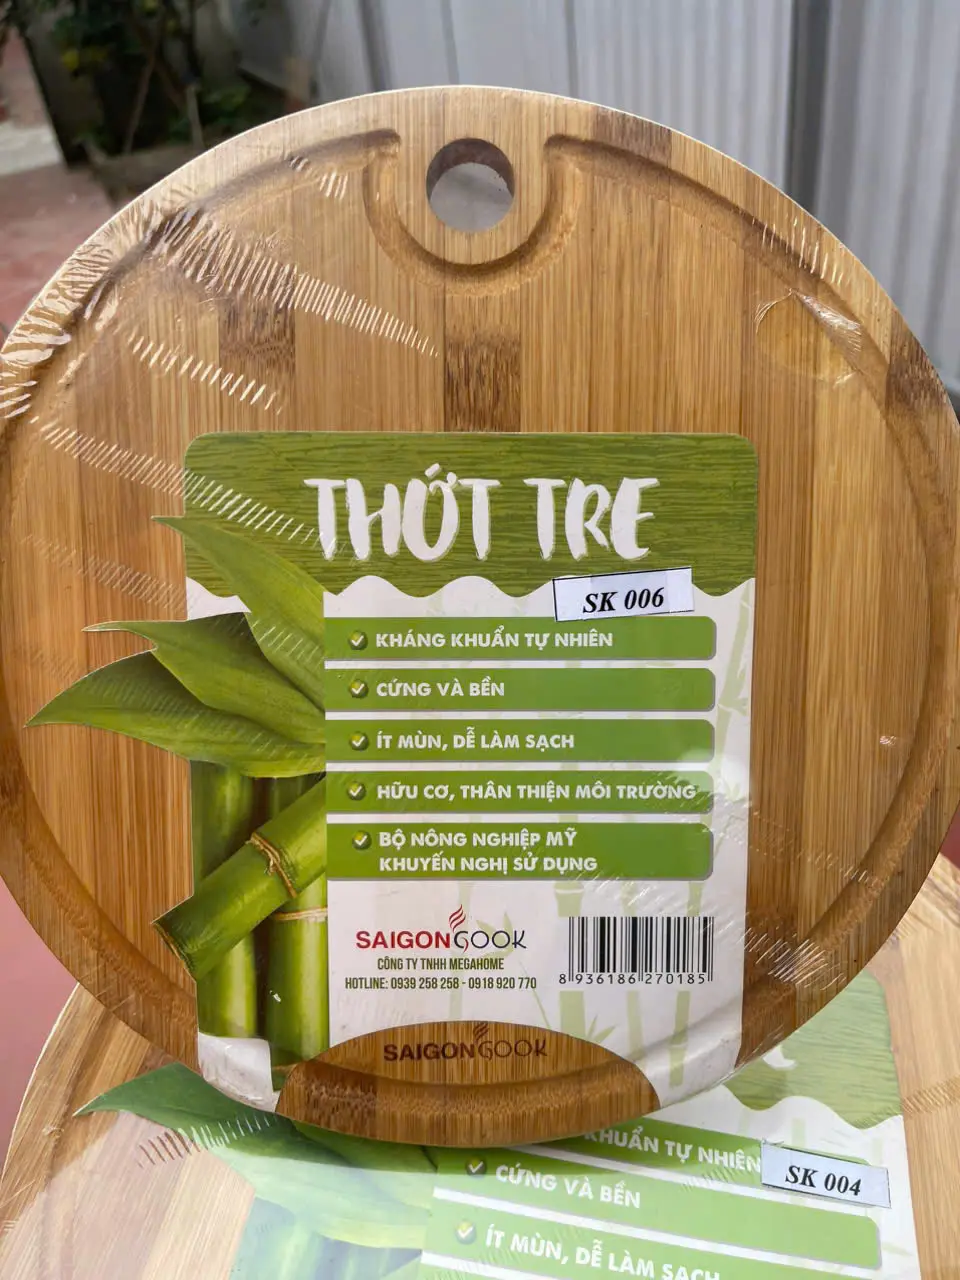 THỚT TRE
SK 006
KHÁNG KHUẨN TỰ NHIÊN
CỨNG VÀ BỀN
ÍT MÙN, DỄ LÀM SẠCH
HỮU CƠ, THÂN THIỆN MÔI TRƯỜNG
BỘ NÔNG NGHIỆP MỸ
KHUYẾN NGHỊ SỬ DỤNG
SAIGONCOOK
CÔNG TY TNHH MEGAHOME
HOTLINE: 0939 258 258 - 0918 920 770
8 936186 270185
SAIGONCOOK
KHUẨN TỰ NHIÊN
SK 004
CỨNG VÀ BỀN
ÍT MÙN, DỄ LÀM SẠCH